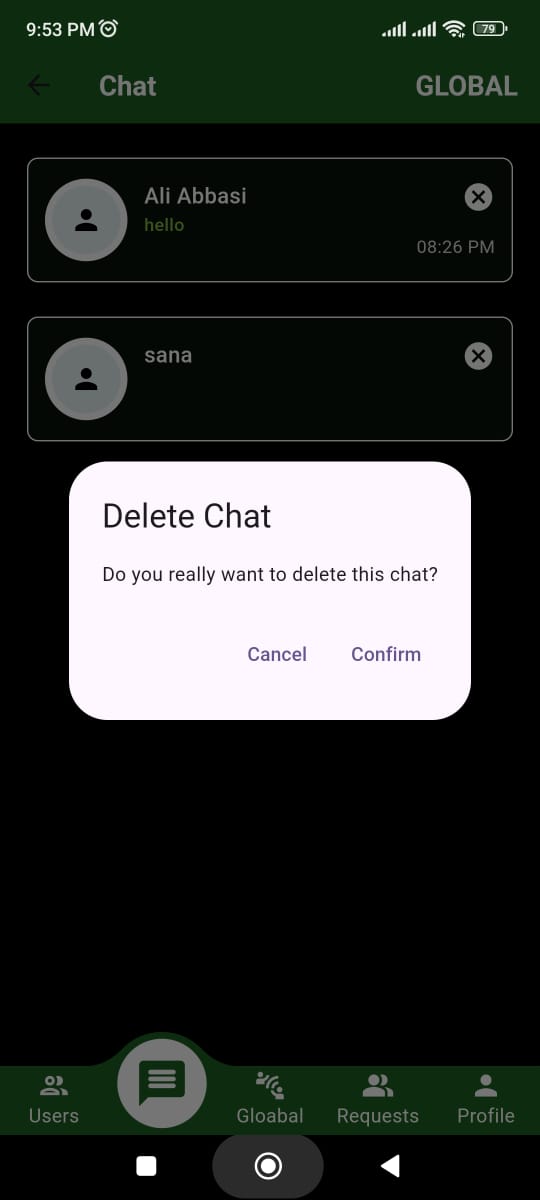 9:53 PM 79
Chat GLOBAL
Ali Abbasi
hello
08:26 PM
sana
Delete Chat
Do you really want to delete this chat?
Cancel Confirm
Users Gloabal Requests Profile